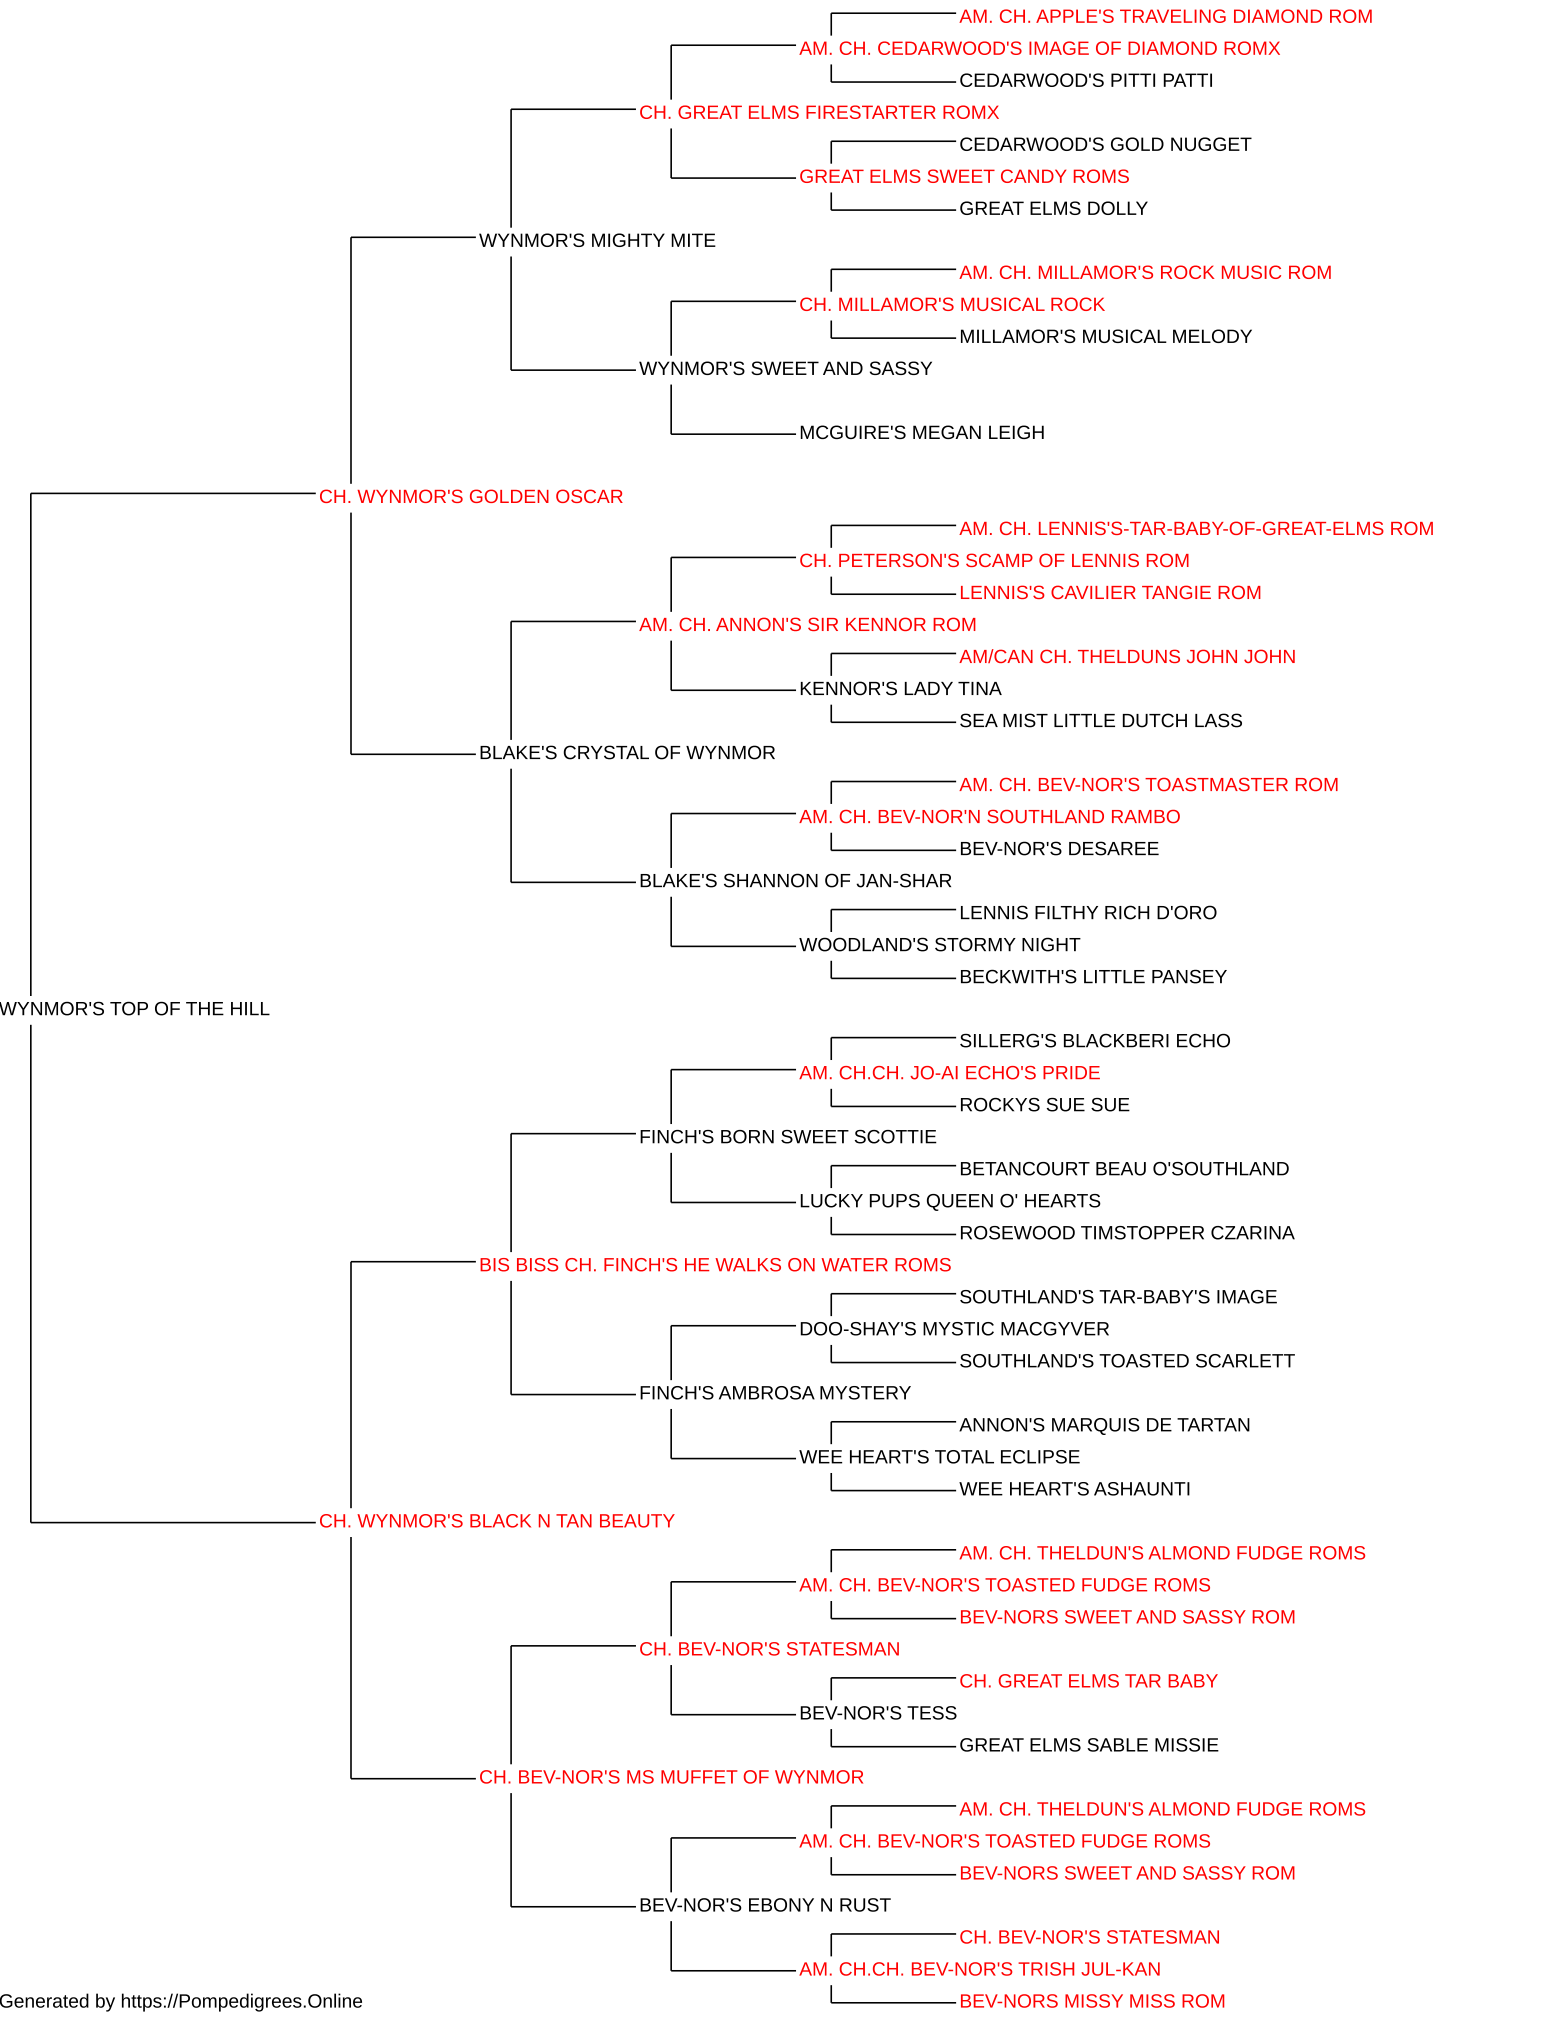 AM. CH. APPLE'S TRAVELING DIAMOND ROM
AM. CH. CEDARWOOD'S IMAGE OF DIAMOND ROMX
CEDARWOOD'S PITTI PATTI
CH. GREAT ELMS FIRESTARTER ROMX
CEDARWOOD'S GOLD NUGGET
GREAT ELMS SWEET CANDY ROMS
GREAT ELMS DOLLY
WYNMOR'S MIGHTY MITE
AM. CH. MILLAMOR'S ROCK MUSIC ROM
CH. MILLAMOR'S MUSICAL ROCK
MILLAMOR'S MUSICAL MELODY
WYNMOR'S SWEET AND SASSY
MCGUIRE'S MEGAN LEIGH
CH. WYNMOR'S GOLDEN OSCAR
AM. CH. LENNIS'S-TAR-BABY-OF-GREAT-ELMS ROM
CH. PETERSON'S SCAMP OF LENNIS ROM
LENNIS'S CAVILIER TANGIE ROM
AM. CH. ANNON'S SIR KENNOR ROM
AM/CAN CH. THELDUNS JOHN JOHN
KENNOR'S LADY TINA
SEA MIST LITTLE DUTCH LASS
BLAKE'S CRYSTAL OF WYNMOR
AM. CH. BEV-NOR'S TOASTMASTER ROM
AM. CH. BEV-NOR'N SOUTHLAND RAMBO
BEV-NOR'S DESAREE
BLAKE'S SHANNON OF JAN-SHAR
LENNIS FILTHY RICH D'ORO
WOODLAND'S STORMY NIGHT
BECKWITH'S LITTLE PANSEY
WYNMOR'S TOP OF THE HILL
SILLERG'S BLACKBERI ECHO
AM. CH.CH. JO-AI ECHO'S PRIDE
ROCKYS SUE SUE
FINCH'S BORN SWEET SCOTTIE
BETANCOURT BEAU O'SOUTHLAND
LUCKY PUPS QUEEN O' HEARTS
ROSEWOOD TIMSTOPPER CZARINA
BIS BISS CH. FINCH'S HE WALKS ON WATER ROMS
SOUTHLAND'S TAR-BABY'S IMAGE
DOO-SHAY'S MYSTIC MACGYVER
SOUTHLAND'S TOASTED SCARLETT
FINCH'S AMBROSA MYSTERY
ANNON'S MARQUIS DE TARTAN
WEE HEART'S TOTAL ECLIPSE
WEE HEART'S ASHAUNTI
CH. WYNMOR'S BLACK N TAN BEAUTY
AM. CH. THELDUN'S ALMOND FUDGE ROMS
AM. CH. BEV-NOR'S TOASTED FUDGE ROMS
BEV-NORS SWEET AND SASSY ROM
CH. BEV-NOR'S STATESMAN
CH. GREAT ELMS TAR BABY
BEV-NOR'S TESS
GREAT ELMS SABLE MISSIE
CH. BEV-NOR'S MS MUFFET OF WYNMOR
AM. CH. THELDUN'S ALMOND FUDGE ROMS
AM. CH. BEV-NOR'S TOASTED FUDGE ROMS
BEV-NORS SWEET AND SASSY ROM
BEV-NOR'S EBONY N RUST
CH. BEV-NOR'S STATESMAN
AM. CH.CH. BEV-NOR'S TRISH JUL-KAN
BEV-NORS MISSY MISS ROM
Generated by https://Pompedigrees.Online